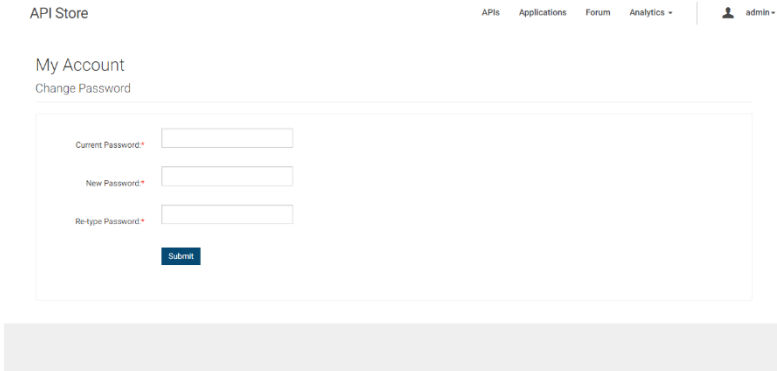 API Store APIs Applications Forum Analytics admin
My Account
Change Password
Current Password:*
New Password:*
Re-type Password:*
Submit